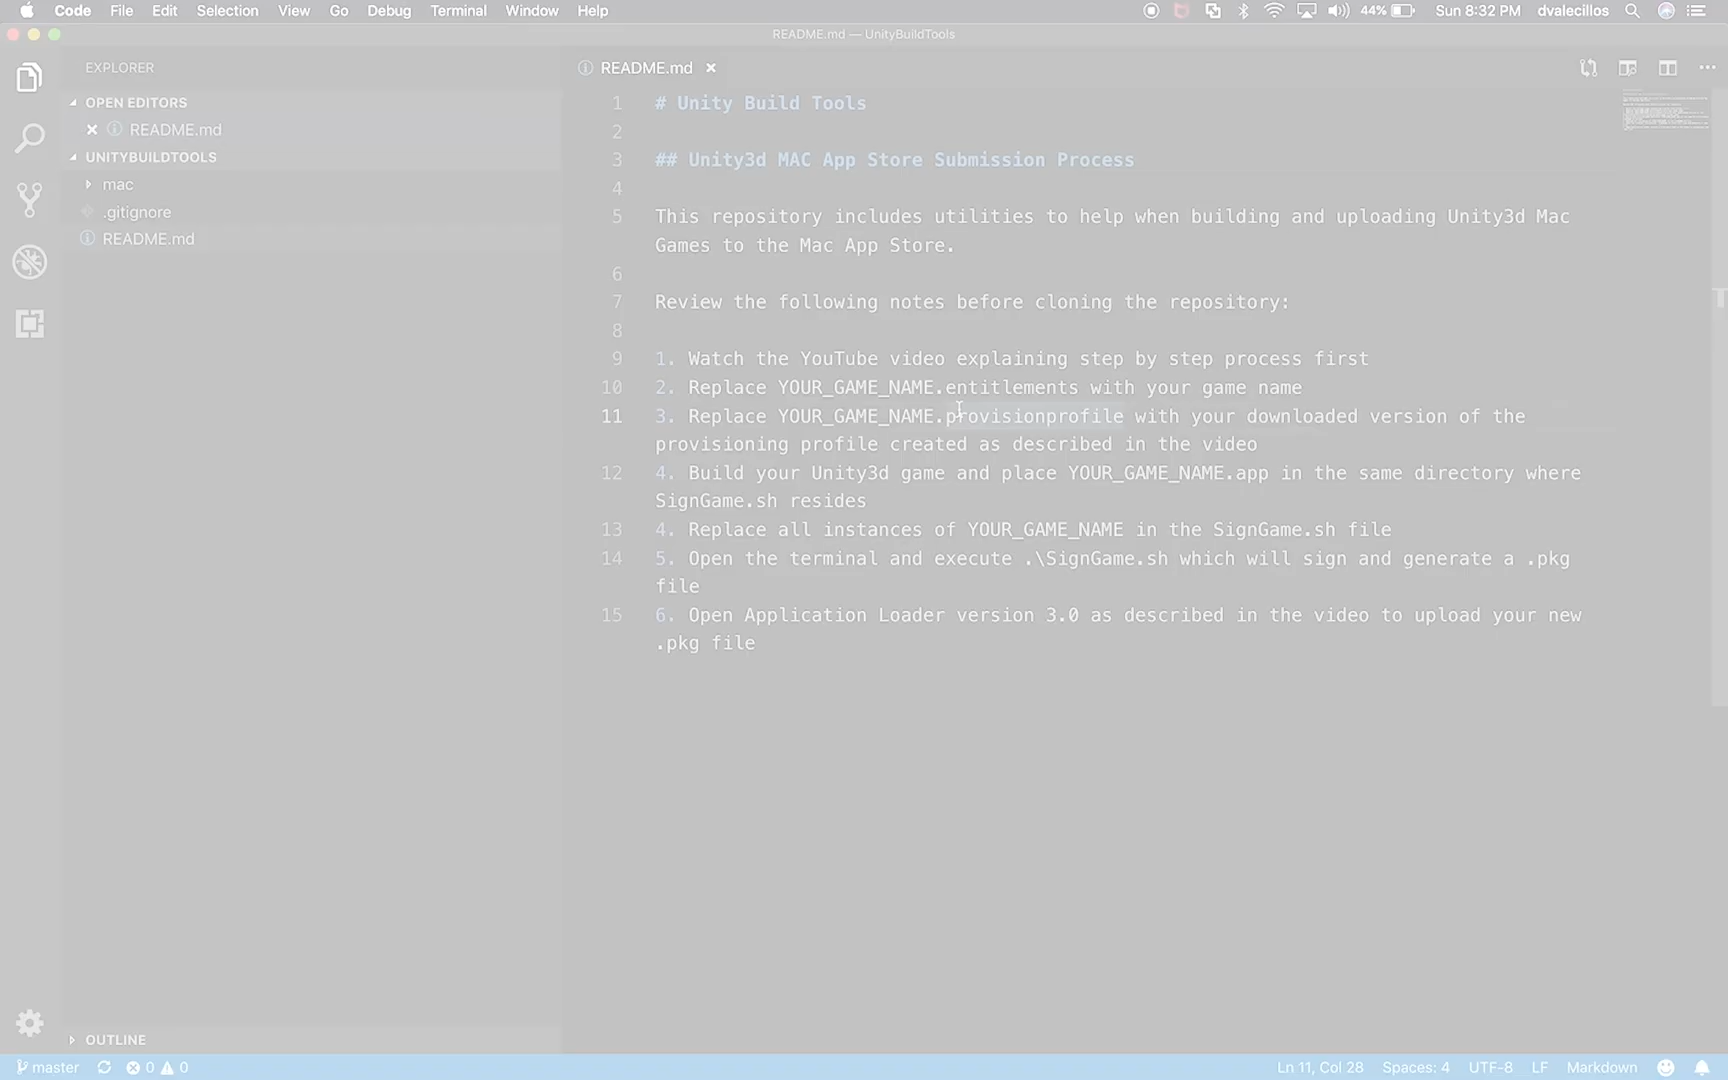 Code File Edit Selection View Go Debug Terminal Window Help 44% Sun 8:32 PM dvalecillos
README.md — UnityBuildTools
EXPLORER
OPEN EDITORS
README.md
UNITYBUILDTOOLS
mac
.gitignore
README.md
OUTLINE
README.md
1 # Unity Build Tools
2
3 ## Unity3d MAC App Store Submission Process
4
5 This repository includes utilities to help when building and uploading Unity3d Mac
Games to the Mac App Store.
6
7 Review the following notes before cloning the repository:
8
9 1. Watch the YouTube video explaining step by step process first
10 2. Replace YOUR_GAME_NAME.entitlements with your game name
11 3. Replace YOUR_GAME_NAME.provisionprofile with your downloaded version of the
provisioning profile created as described in the video
12 4. Build your Unity3d game and place YOUR_GAME_NAME.app in the same directory where
SignGame.sh resides
13 4. Replace all instances of YOUR_GAME_NAME in the SignGame.sh file
14 5. Open the terminal and execute .\SignGame.sh which will sign and generate a .pkg
file
15 6. Open Application Loader version 3.0 as described in the video to upload your new
.pkg file
master 0 0 Ln 11, Col 28 Spaces: 4 UTF-8 LF Markdown